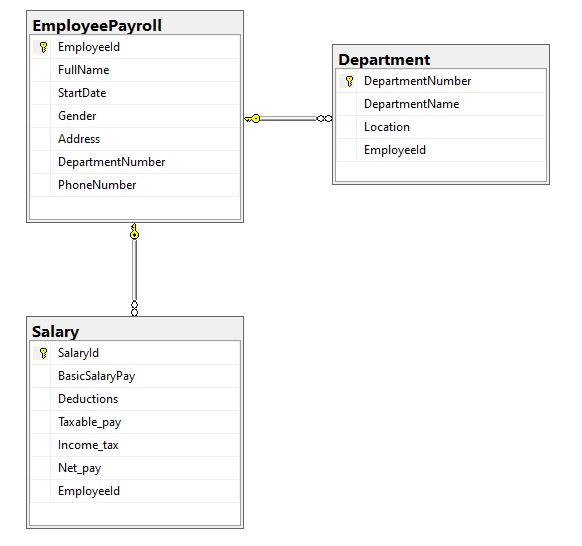 EmployeePayroll
EmployeeId
FullName
StartDate
Gender
Address
DepartmentNumber
PhoneNumber
Department
DepartmentNumber
DepartmentName
Location
EmployeeId
Salary
SalaryId
BasicSalaryPay
Deductions
Taxable_pay
Income_tax
Net_pay
EmployeeId